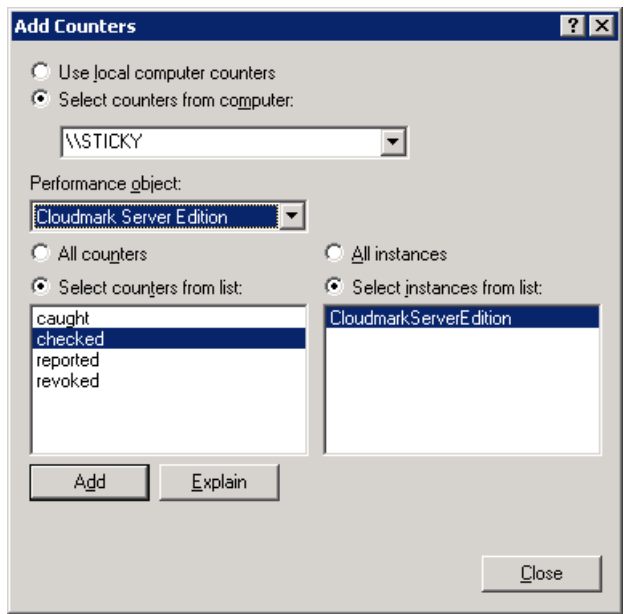 Add Counters
Use local computer counters
Select counters from computer:
\\STICKY
Performance object:
Cloudmark Server Edition
All counters
All instances
Select counters from list:
Select instances from list:
caught
CloudmarkServerEdition
checked
reported
revoked
Add
Explain
Close